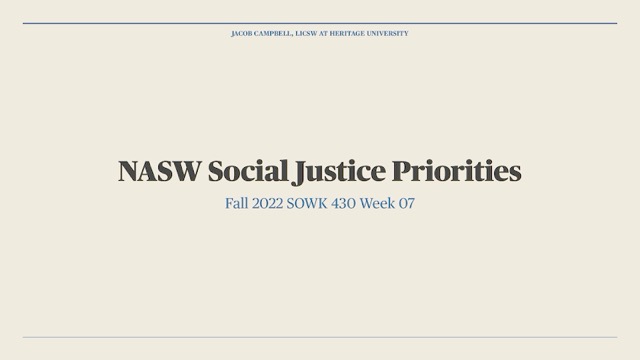 JACOB CAMPBELL, LICSW AT HERITAGE UNIVERSITY
NASW Social Justice Priorities
Fall 2022 SOWK 430 Week 07